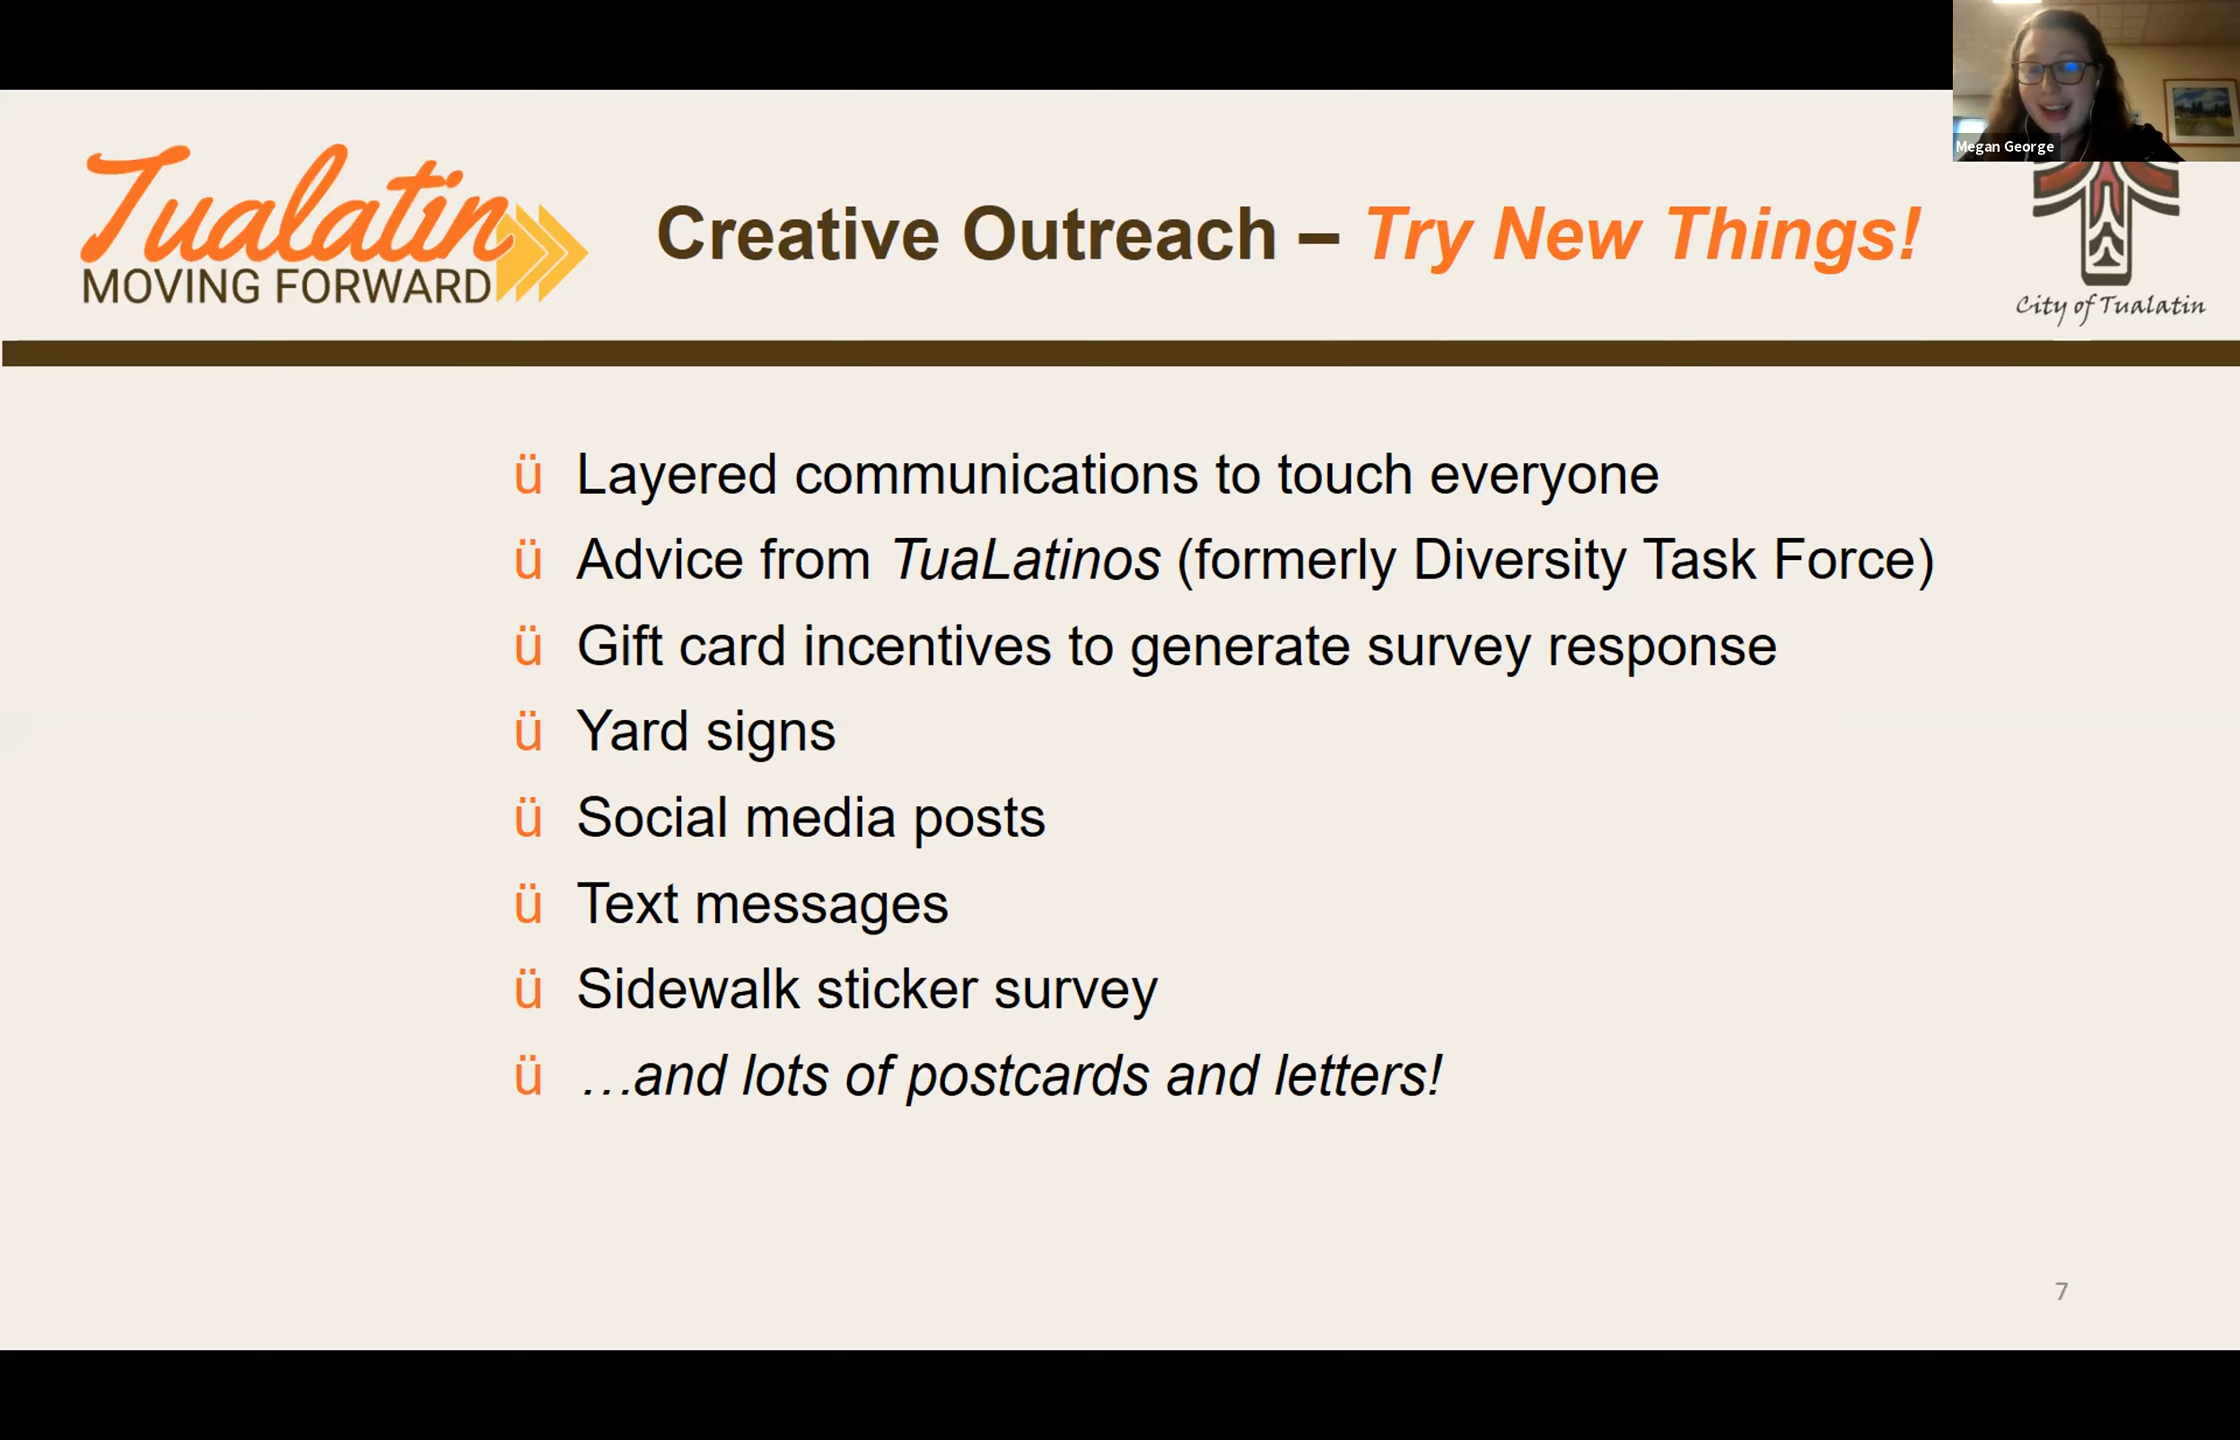 Megan George
Tualatin
MOVING FORWARD
Creative Outreach – Try New Things!
City of Tualatin
ü Layered communications to touch everyone
ü Advice from TuaLatinos (formerly Diversity Task Force)
ü Gift card incentives to generate survey response
ü Yard signs
ü Social media posts
ü Text messages
ü Sidewalk sticker survey
ü …and lots of postcards and letters!
7